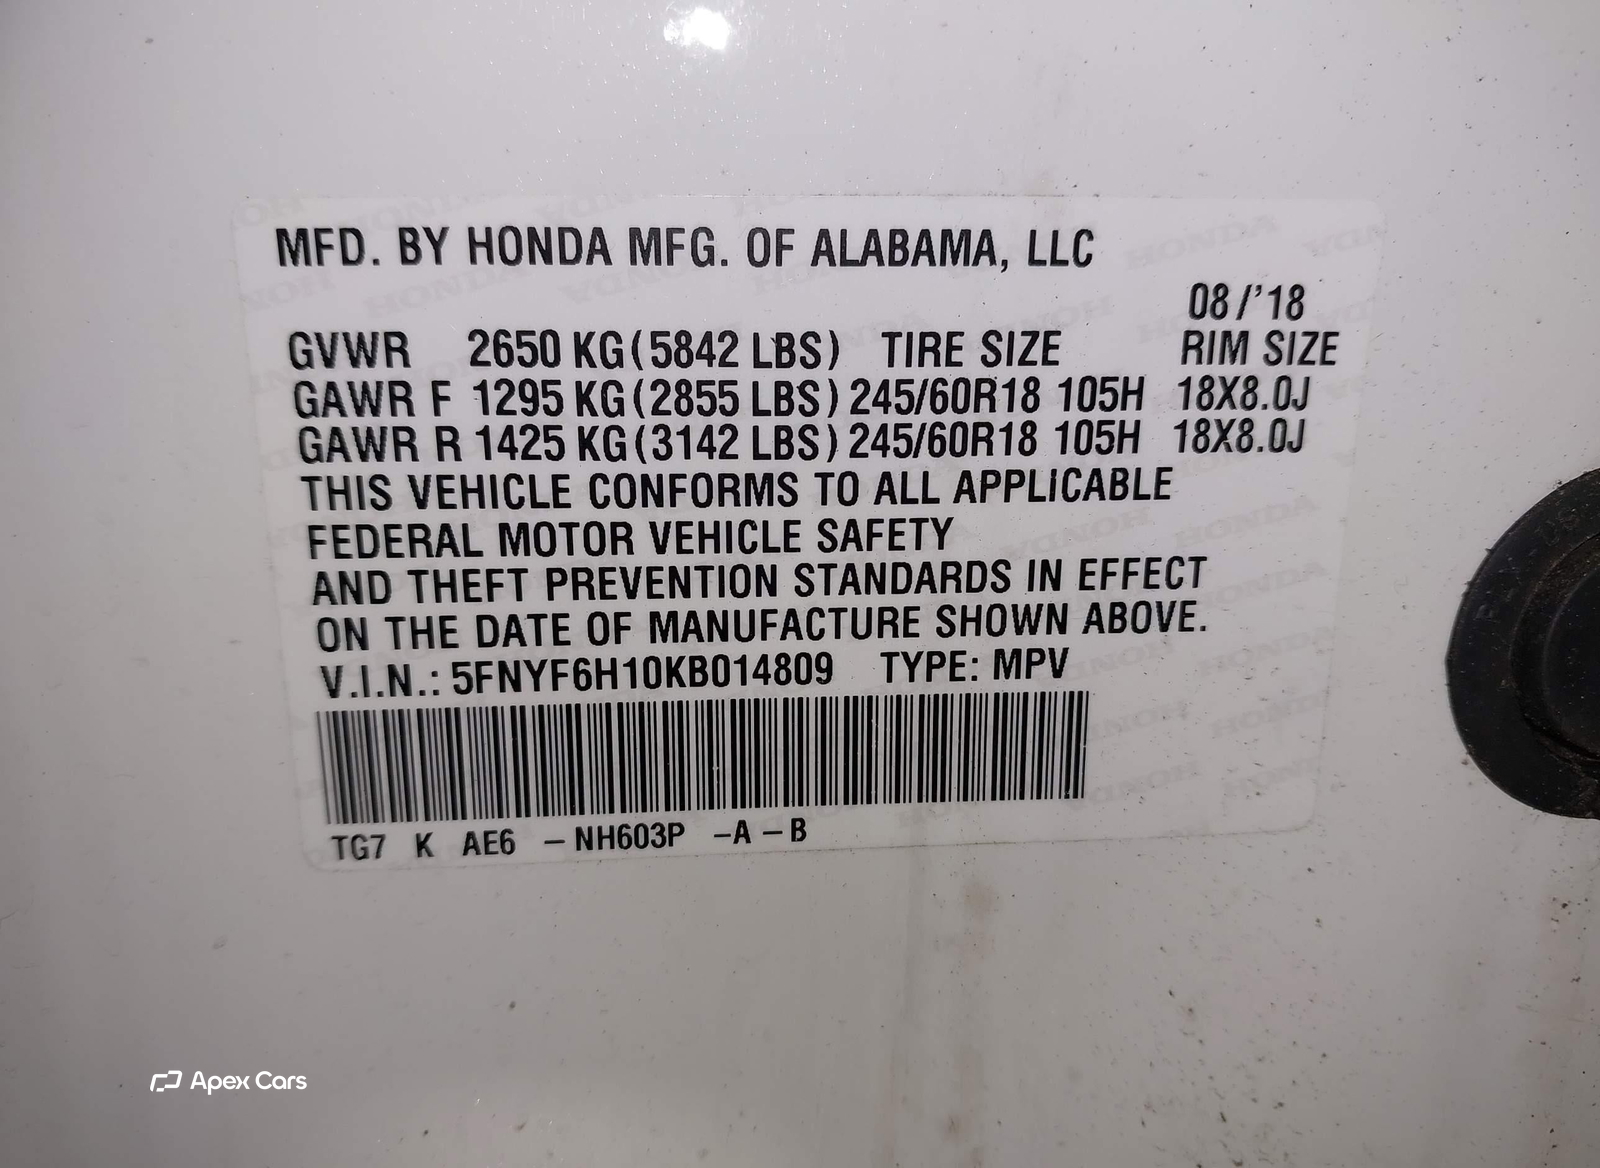 MFD. BY HONDA MFG. OF ALABAMA, LLC
08/'18
GVWR 2650 KG(5842 LBS) TIRE SIZE RIM SIZE
GAWR F 1295 KG(2855 LBS) 245/60R18 105H 18X8.0J
GAWR R 1425 KG(3142 LBS) 245/60R18 105H 18X8.0J
THIS VEHICLE CONFORMS TO ALL APPLICABLE
FEDERAL MOTOR VEHICLE SAFETY
AND THEFT PREVENTION STANDARDS IN EFFECT
ON THE DATE OF MANUFACTURE SHOWN ABOVE.
V.I.N.: 5FNYF6H10KB014809 TYPE: MPV
TG7 K AE6 –NH603P –A –B
Apex Cars